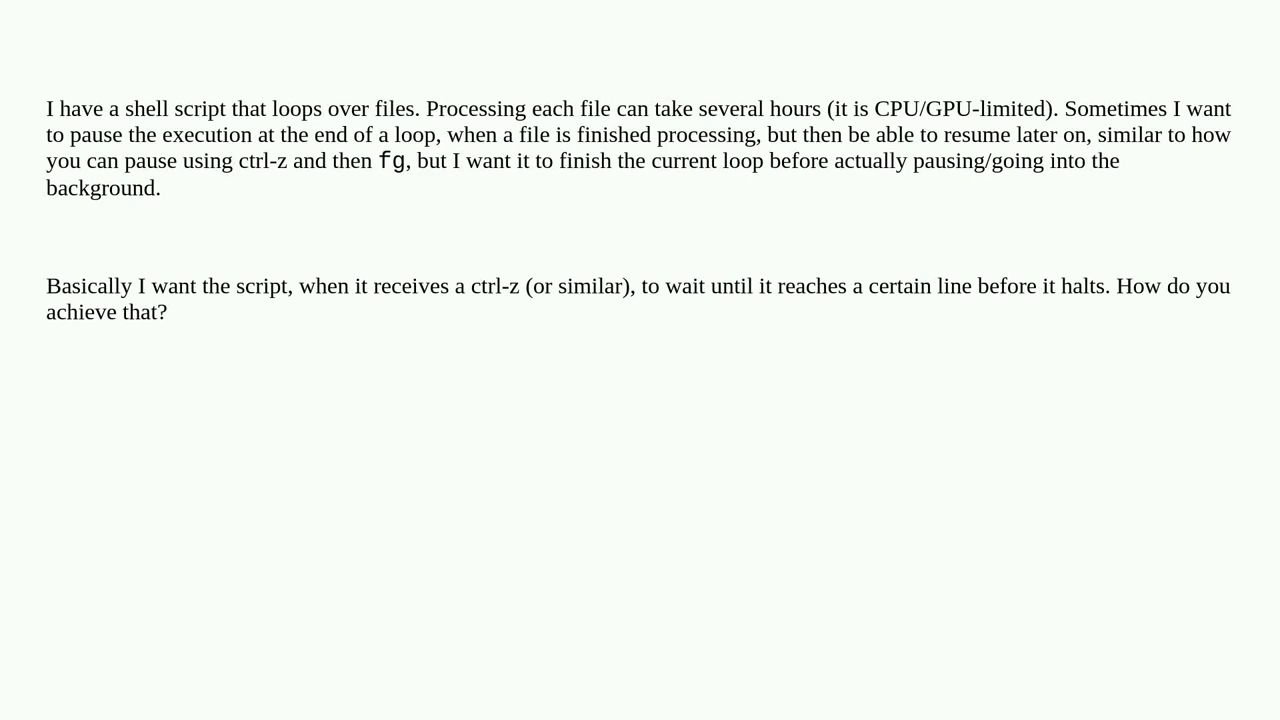 I have a shell script that loops over files. Processing each file can take several hours (it is CPU/GPU-limited). Sometimes I want
to pause the execution at the end of a loop, when a file is finished processing, but then be able to resume later on, similar to how
you can pause using ctrl-z and then fg, but I want it to finish the current loop before actually pausing/going into the
background.
Basically I want the script, when it receives a ctrl-z (or similar), to wait until it reaches a certain line before it halts. How do you
achieve that?